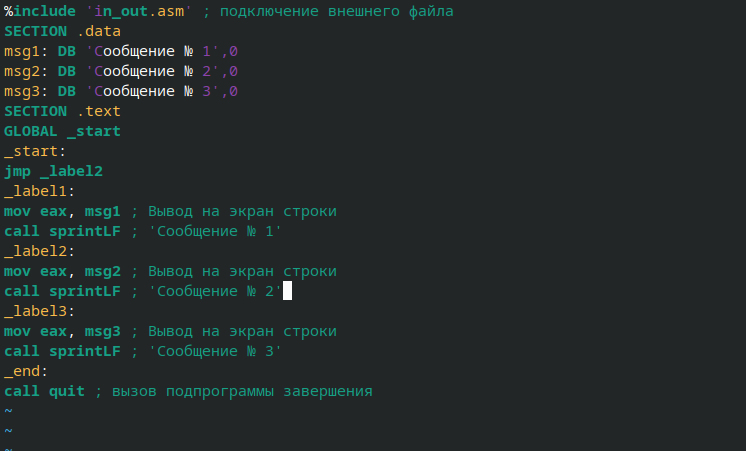 %include 'in_out.asm' ; подключение внешнего файла
SECTION .data
msg1: DB 'Сообщение № 1',0
msg2: DB 'Сообщение № 2',0
msg3: DB 'Сообщение № 3',0
SECTION .text
GLOBAL _start
_start:
jmp _label2
_label1:
mov eax, msg1 ; Вывод на экран строки
call sprintLF ; 'Сообщение № 1'
_label2:
mov eax, msg2 ; Вывод на экран строки
call sprintLF ; 'Сообщение № 2'
_label3:
mov eax, msg3 ; Вывод на экран строки
call sprintLF ; 'Сообщение № 3'
_end:
call quit ; вызов подпрограммы завершения
~
~
~